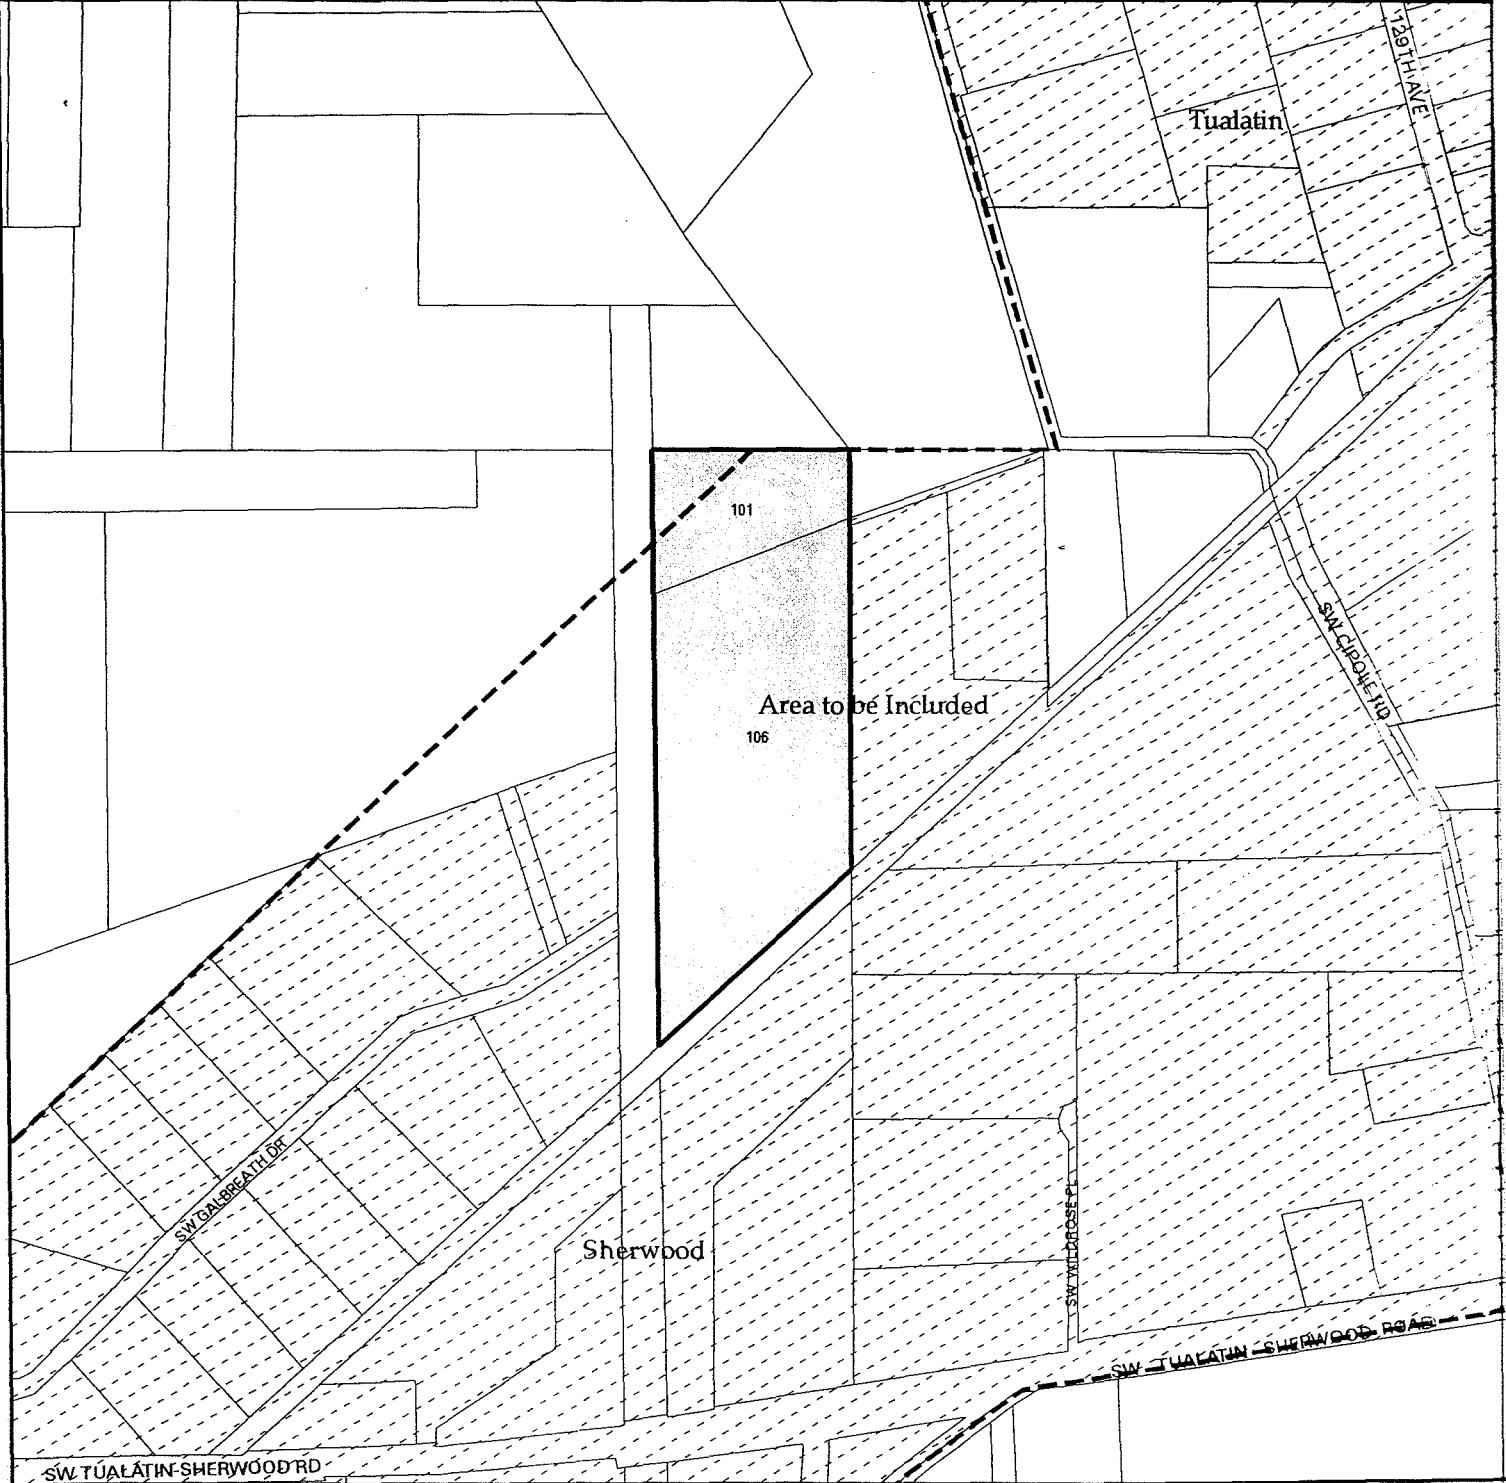 129TH AVE
Tualatin
101
SW CIPOLE RD
Area to be Included
106
SW GALBREATH DR
SW WILDROSE PL
Sherwood
SW TUALATIN-SHERWOOD ROAD
SW TUALATIN-SHERWOOD RD